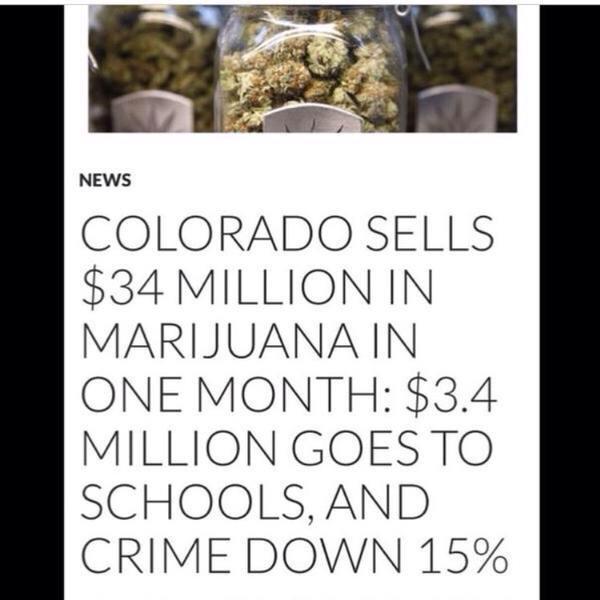 NEWS
COLORADO SELLS
$34 MILLION IN
MARIJUANA IN
ONE MONTH: $3.4
MILLION GOES TO
SCHOOLS, AND
CRIME DOWN 15%